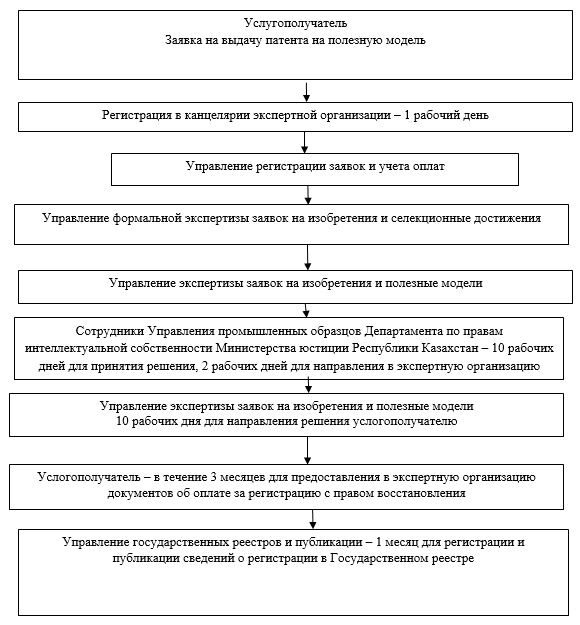 Услугополучатель
Заявка на выдачу патента на полезную модель
Регистрация в канцелярии экспертной организации – 1 рабочий день
Управление регистрации заявок и учета оплат
Управление формальной экспертизы заявок на изобретения и селекционные достижения
Управление экспертизы заявок на изобретения и полезные модели
Сотрудники Управления промышленных образцов Департамента по правам
интеллектуальной собственности Министерства юстиции Республики Казахстан – 10 рабочих
дней для принятия решения, 2 рабочих дней для направления в экспертную организацию
Управление экспертизы заявок на изобретения и полезные модели
10 рабочих дня для направления решения услогополучателю
Услогополучатель – в течение 3 месяцев для предоставления в экспертную организацию
документов об оплате за регистрацию с правом восстановления
Управление государственных реестров и публикации – 1 месяц для регистрации и
публикации сведений о регистрации в Государственном реестре